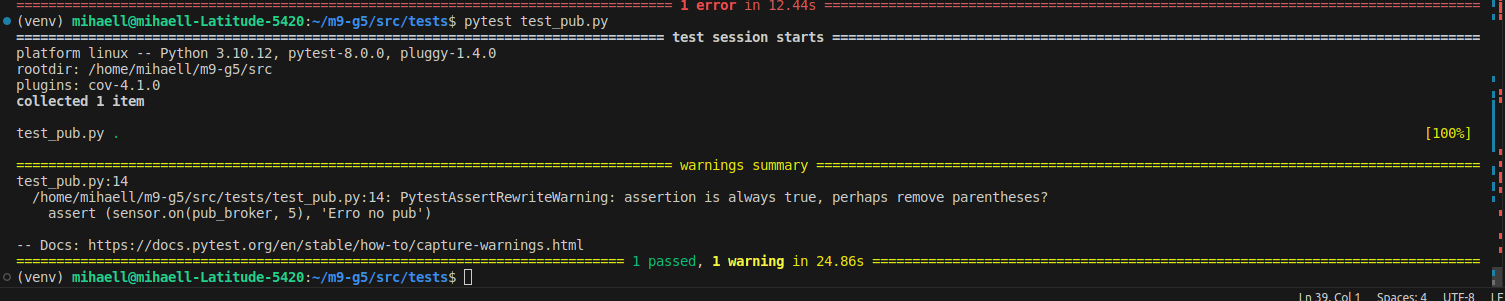 ================================================================================== 1 error in 12.44s ==================================================================================
(venv) mihaell@mihaell-Latitude-5420:~/m9-g5/src/tests$ pytest test_pub.py
================================================================================= test session starts =================================================================================
platform linux -- Python 3.10.12, pytest-8.0.0, pluggy-1.4.0
rootdir: /home/mihaell/m9-g5/src
plugins: cov-4.1.0
collected 1 item
test_pub.py . [100%]
================================================================================== warnings summary ===================================================================================
test_pub.py:14
/home/mihaell/m9-g5/src/tests/test_pub.py:14: PytestAssertRewriteWarning: assertion is always true, perhaps remove parentheses?
assert (sensor.on(pub_broker, 5), 'Erro no pub')
-- Docs: https://docs.pytest.org/en/stable/how-to/capture-warnings.html
============================================================================ 1 passed, 1 warning in 24.86s ============================================================================
(venv) mihaell@mihaell-Latitude-5420:~/m9-g5/src/tests$
Ln 39, Col 1 Spaces: 4 UTF-8 LF